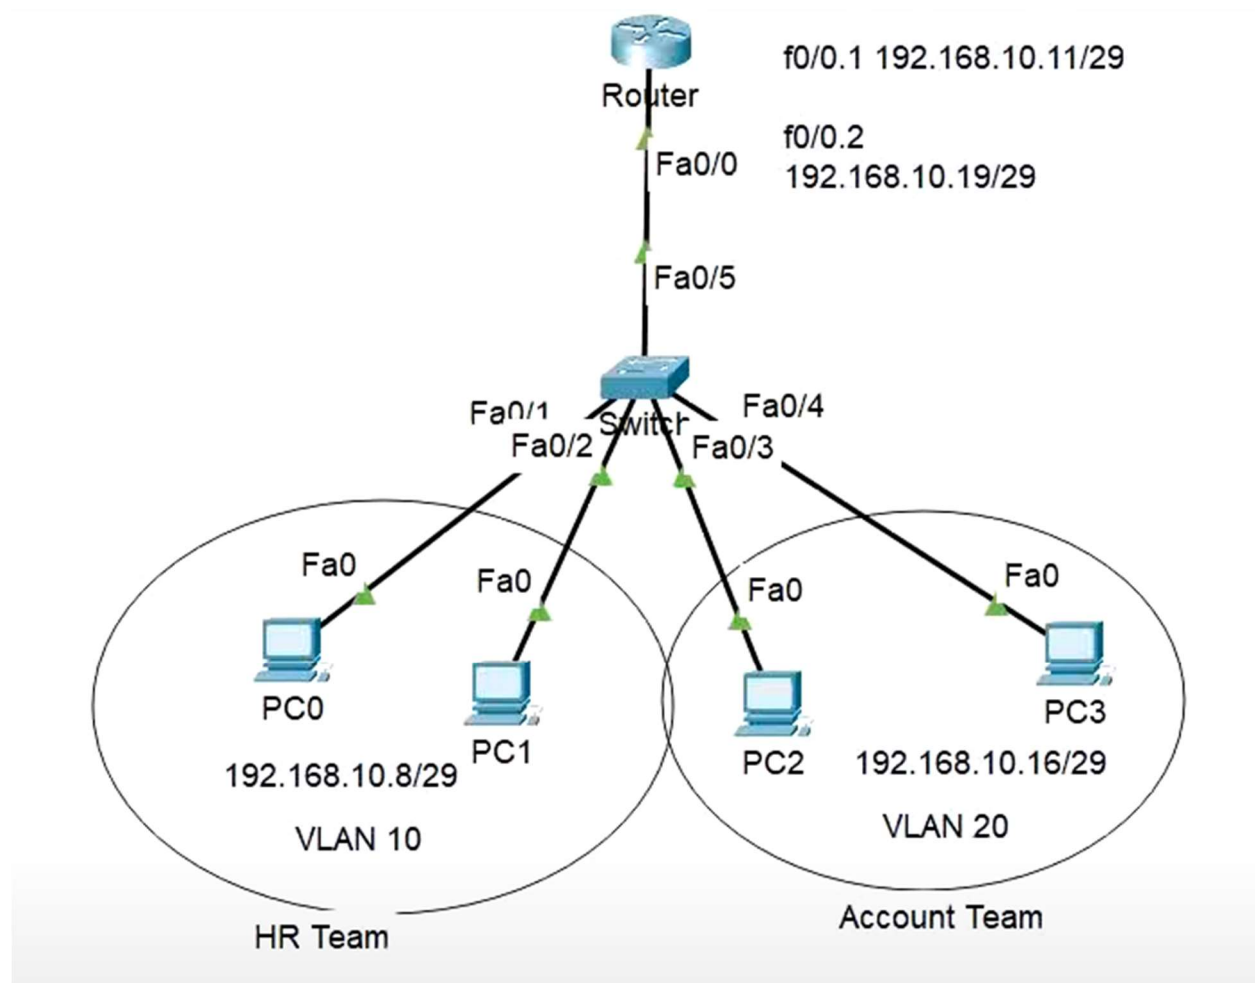 f0/0.1 192.168.10.11/29
Router
f0/0.2
192.168.10.19/29
Fa0/0
Fa0/5
Fa0/1
Fa0/4
Switch
Fa0/2
Fa0/3
Fa0
Fa0
Fa0
Fa0
PC0
PC1
PC2
PC3
192.168.10.8/29
192.168.10.16/29
VLAN 10
VLAN 20
HR Team
Account Team